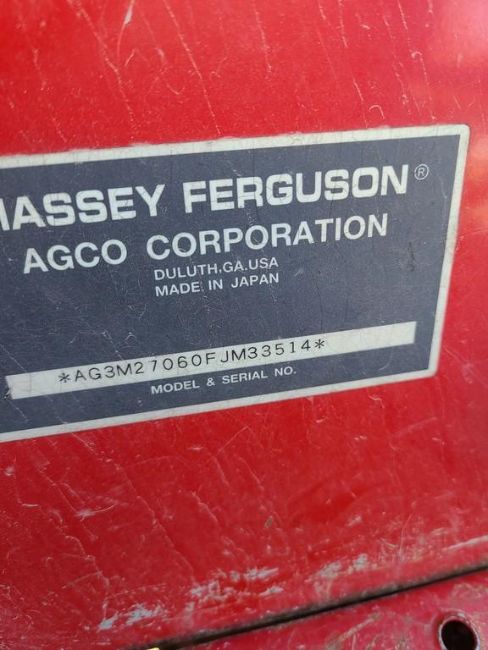 MASSEY FERGUSON®
AGCO CORPORATION
DULUTH,GA.USA
MADE IN JAPAN
*AG3M27060FJM33514*
MODEL & SERIAL NO.